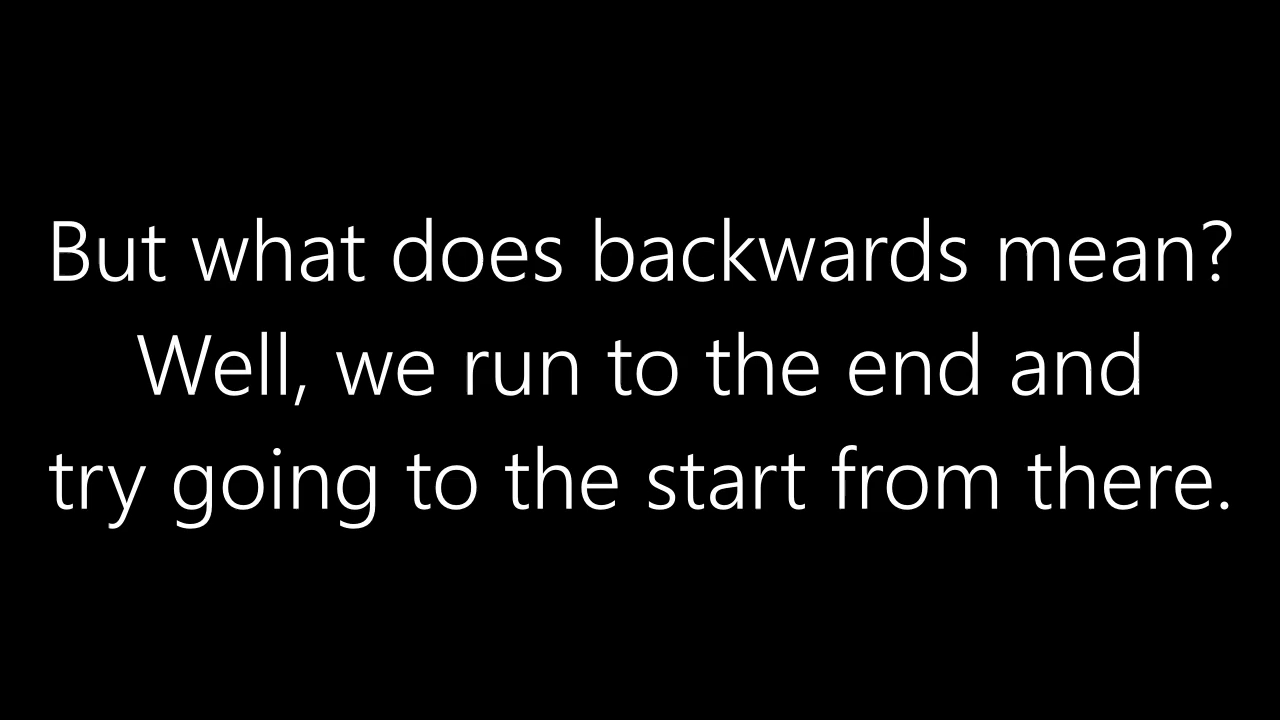 But what does backwards mean?
Well, we run to the end and
try going to the start from there.